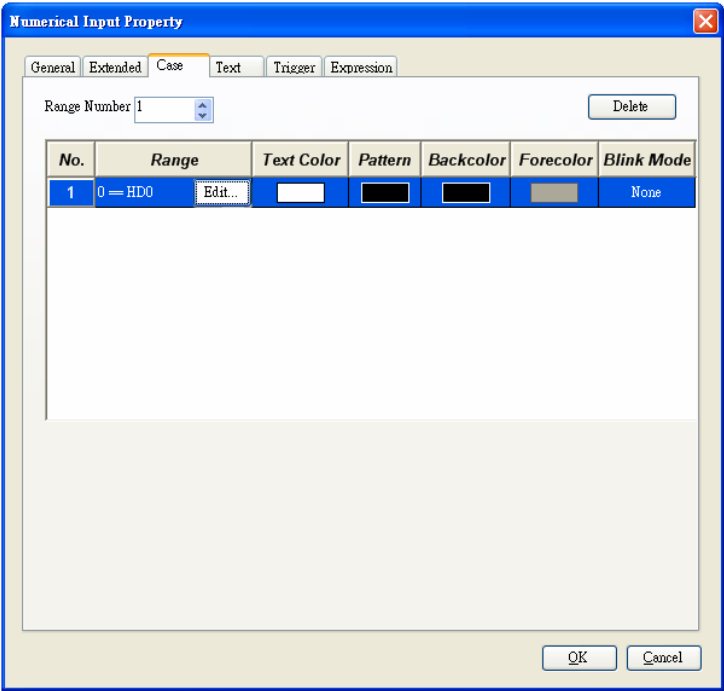 Numerical Input Property
General Extended Case Text Trigger Expression
Range Number 1 Delete
No. Range Text Color Pattern Backcolor Forecolor Blink Mode
1 0 == HD0 Edit... None
OK Cancel